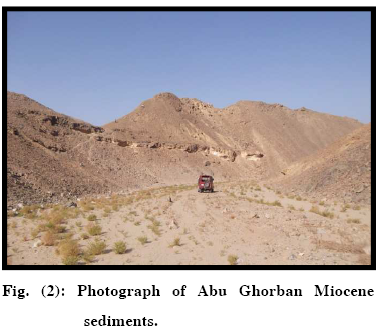 Fig. (2): Photograph of Abu Ghorban Miocene
sediments.